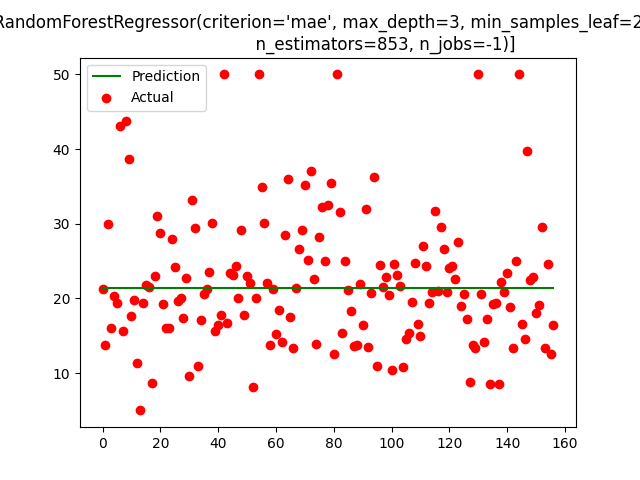 RandomForestRegressor(criterion='mae', max_depth=3, min_samples_leaf=2
n_estimators=853, n_jobs=-1)]
Prediction
Actual
50
40
30
20
10
0 20 40 60 80 100 120 140 160